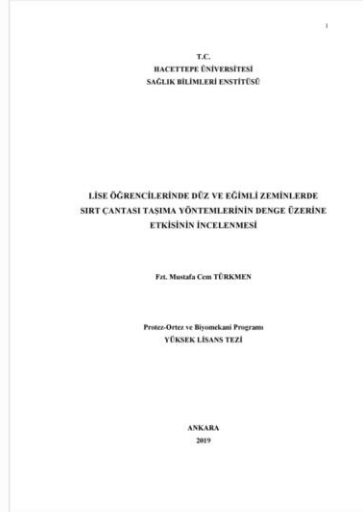 1
T.C.
HACETTEPE ÜNİVERSİTESİ
SAĞLIK BİLİMLERİ ENSTİTÜSÜ
LİSE ÖĞRENCİLERİNDE DÜZ VE EĞİMLİ ZEMİNLERDE
SIRT ÇANTASI TAŞIMA YÖNTEMLERİNİN DENGE ÜZERİNE
ETKİSİNİN İNCELENMESİ
Fzt. Mustafa Cem TÜRKMEN
Protez-Ortez ve Biyomekani Programı
YÜKSEK LİSANS TEZİ
ANKARA
2019